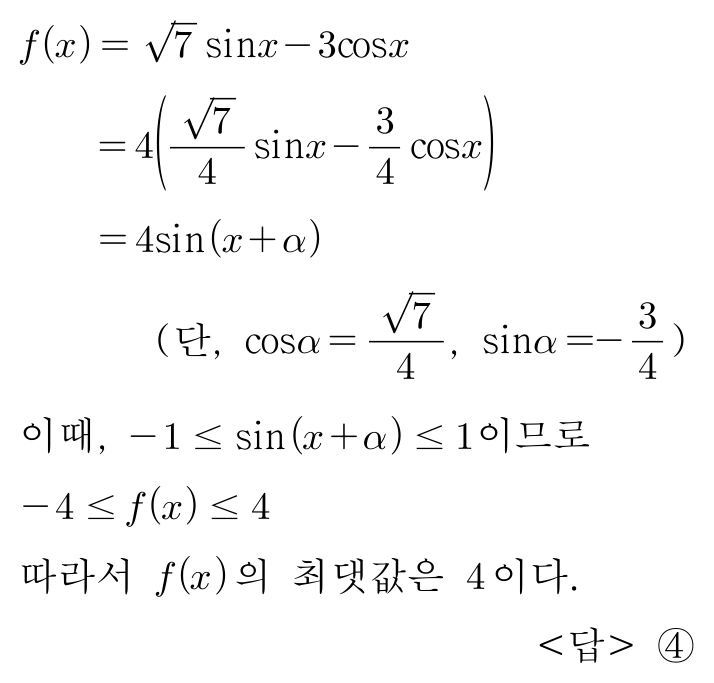 f(x) = √7 sinx − 3cosx
= 4(√7/4 sinx − 3/4 cosx)
= 4sin(x+α)
(단, cosα = √7/4, sinα = −3/4)
이때, −1 ≤ sin(x+α) ≤ 1이므로
−4 ≤ f(x) ≤ 4
따라서 f(x)의 최댓값은 4이다.
<답> ④